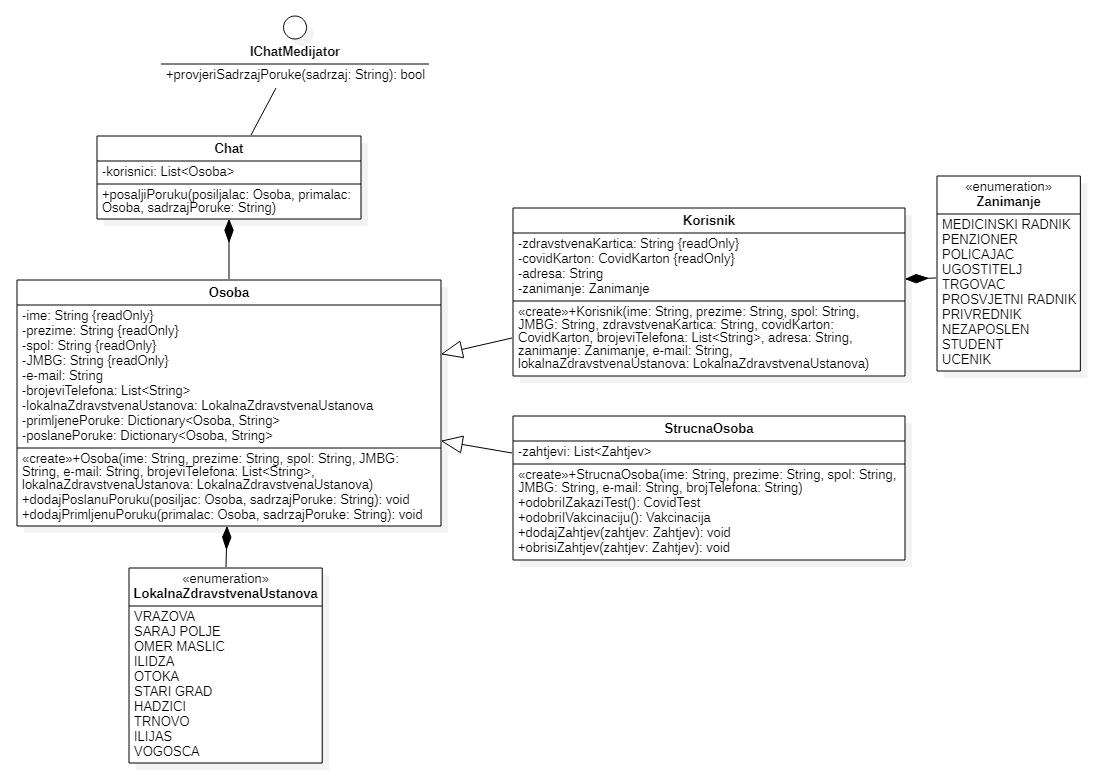 IChatMedijator
+provjeriSadrzajPoruke(sadrzaj: String): bool
Chat
-korisnici: List<Osoba>
+posaljiPoruku(posiljalac: Osoba, primalac:
Osoba, sadrzajPoruke: String)
Osoba
-ime: String {readOnly}
-prezime: String {readOnly}
-spol: String {readOnly}
-JMBG: String {readOnly}
-e-mail: String
-brojeviTelefona: List<String>
-lokalnaZdravstvenaUstanova: LokalnaZdravstvenaUstanova
-primljenePoruke: Dictionary<Osoba, String>
-poslanePoruke: Dictionary<Osoba, String>
«create»+Osoba(ime: String, prezime: String, spol: String, JMBG:
String, e-mail: String, brojeviTelefona: List<String>,
lokalnaZdravstvenaUstanova: LokalnaZdravstvenaUstanova)
+dodajPoslanuPoruku(posiljac: Osoba, sadrzajPoruke: String): void
+dodajPrimljenuPoruku(primalac: Osoba, sadrzajPoruke: String): void
«enumeration»
LokalnaZdravstvenaUstanova
VRAZOVA
SARAJ POLJE
OMER MASLIC
ILIDZA
OTOKA
STARI GRAD
HADZICI
TRNOVO
ILIJAS
VOGOSCA
Korisnik
-zdravstvenaKartica: String {readOnly}
-covidKarton: CovidKarton {readOnly}
-adresa: String
-zanimanje: Zanimanje
«create»+Korisnik(ime: String, prezime: String, spol: String,
JMBG: String, zdravstvenaKartica: String, covidKarton:
CovidKarton, brojeviTelefona: List<String>, adresa: String,
zanimanje: Zanimanje, e-mail: String,
lokalnaZdravstvenaUstanova: LokalnaZdravstvenaUstanova)
StrucnaOsoba
-zahtjevi: List<Zahtjev>
«create»+StrucnaOsoba(ime: String, prezime: String, spol: String,
JMBG: String, e-mail: String, brojTelefona: String)
+odobriIZakaziTest(): CovidTest
+odobriIVakcinaciju(): Vakcinacija
+dodajZahtjev(zahtjev: Zahtjev): void
+obrisiZahtjev(zahtjev: Zahtjev): void
«enumeration»
Zanimanje
MEDICINSKI RADNIK
PENZIONER
POLICAJAC
UGOSTITELJ
TRGOVAC
PROSVJETNI RADNIK
PRIVREDNIK
NEZAPOSLEN
STUDENT
UCENIK